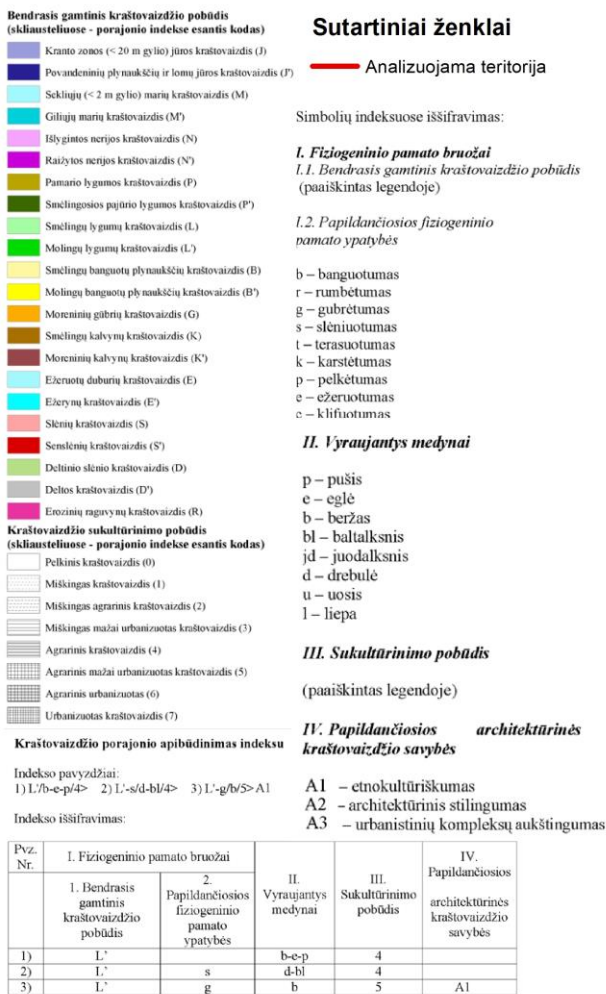 Bendrasis gamtinis kraštovaizdžio pobūdis
(skliausteliuose - porajonio indekse esantis kodas)
Kranto zonos (< 20 m gylio) jūros kraštovaizdis (J)
Povandeninių plynaukščių ir lomų jūros kraštovaizdis (J')
Sekliųjų (< 2 m gylio) marių kraštovaizdis (M)
Giliųjų marių kraštovaizdis (M')
Išlygintos nerijos kraštovaizdis (N)
Raižytos nerijos kraštovaizdis (N')
Pamario lygumos kraštovaizdis (P)
Smėlingosios pajūrio lygumos kraštovaizdis (P')
Smėlingų lygumų kraštovaizdis (L)
Molingų lygumų kraštovaizdis (L')
Smėlingų banguotų plynaukščių kraštovaizdis (B)
Molingų banguotų plynaukščių kraštovaizdis (B')
Moreninių gūbrių kraštovaizdis (G)
Smėlingų kalvynų kraštovaizdis (K)
Moreninių kalvynų kraštovaizdis (K')
Ežeruotų duburių kraštovaizdis (E)
Ežerynų kraštovaizdis (E')
Slėnių kraštovaizdis (S)
Senslėnių kraštovaizdis (S')
Deltinio slėnio kraštovaizdis (D)
Deltos kraštovaizdis (D')
Erozinių raguvynų kraštovaizdis (R)
Kraštovaizdžio sukultūrinimo pobūdis
(skliausteliuose - porajonio indekse esantis kodas)
Pelkinis kraštovaizdis (0)
Miškingas kraštovaizdis (1)
Miškingas agrarinis kraštovaizdis (2)
Miškingas mažai urbanizuotas kraštovaizdis (3)
Agrarinis kraštovaizdis (4)
Agrarinis mažai urbanizuotas kraštovaizdis (5)
Agrarinis urbanizuotas (6)
Urbanizuotas kraštovaizdis (7)
Kraštovaizdžio porajonio apibūdinimas indeksu
Indekso pavyzdžiai:
1) L'/b-e-p/4> 2) L'-s/d-bl/4> 3) L'-g/b/5> A1
Indekso iššifravimas:
Sutartiniai ženklai
Analizuojama teritorija
Simbolių indeksuose iššifravimas:
I. Fiziogeninio pamato bruožai
I.1. Bendrasis gamtinis kraštovaizdžio pobūdis
(paaiškintas legendoje)
I.2. Papildančiosios fiziogeninio
pamato ypatybės
b – banguotumas
r – rumbėtumas
g – gubrėtumas
s – slėniuotumas
t – terasuotumas
k – karstėtumas
p – pelkėtumas
e – ežeruotumas
c – klifuotumas
II. Vyraujantys medynai
p – pušis
e – eglė
b – beržas
bl – baltalksnis
jd – juodalksnis
d – drebulė
u – uosis
l – liepa
III. Sukultūrinimo pobūdis
(paaiškintas legendoje)
IV. Papildančiosios architektūrinės
kraštovaizdžio savybės
A1 – etnokultūriškumas
A2 – architektūrinis stilingumas
A3 – urbanistinių kompleksų aukštingumas
Pvz. Nr.
I. Fiziogeninio pamato bruožai
1. Bendrasis
gamtinis
kraštovaizdžio
pobūdis
2.
Papildančiosios
fiziogeninio
pamato
ypatybės
II.
Vyraujantys
medynai
III.
Sukultūrinimo
pobūdis
IV.
Papildančiosios
architektūrinės
kraštovaizdžio
savybės
1) L' b-e-p 4
2) L' s d-bl 4
3) L' g b 5 A1